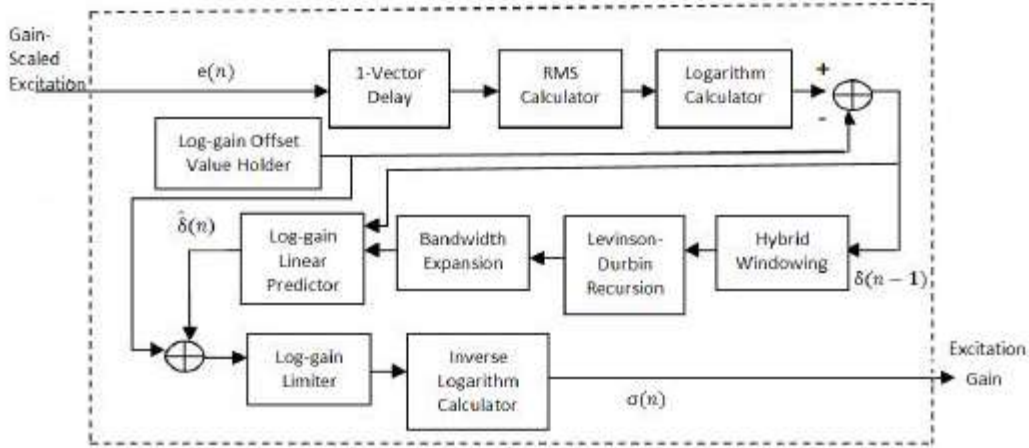 Gain-
Scaled
Excitation
e(n)
1-Vector
Delay
RMS
Calculator
Logarithm
Calculator
+
-
Log-gain Offset
Value Holder
δ̂(n)
Log-gain
Linear
Predictor
Bandwidth
Expansion
Levinson-
Durbin
Recursion
Hybrid
Windowing
δ(n − 1)
Log-gain
Limiter
Inverse
Logarithm
Calculator
σ(n)
Excitation
Gain